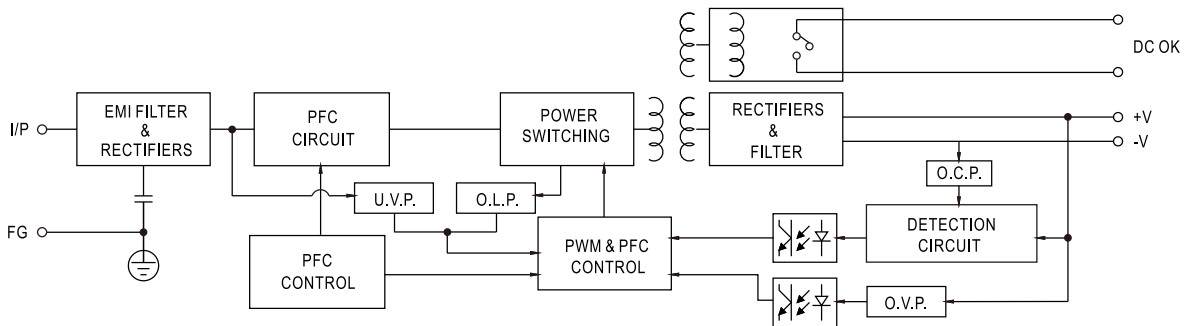 DC OK
I/P
EMI FILTER
&
RECTIFIERS
PFC
CIRCUIT
POWER
SWITCHING
RECTIFIERS
&
FILTER
+V
-V
O.C.P.
U.V.P.
O.L.P.
DETECTION
CIRCUIT
FG
PFC
CONTROL
PWM & PFC
CONTROL
O.V.P.